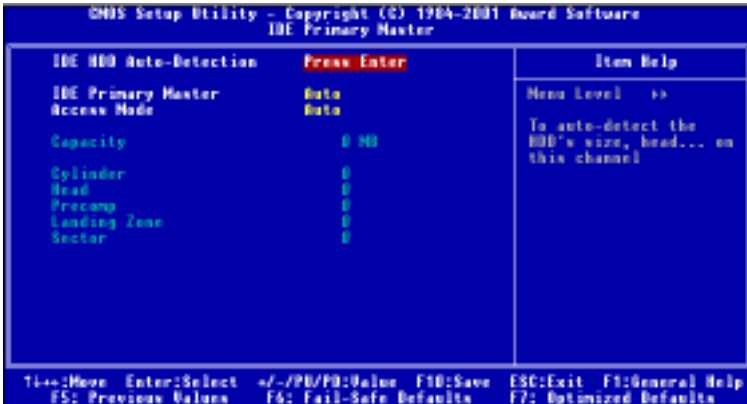 CMOS Setup Utility - Copyright (C) 1984-2001 Award Software
IDE Primary Master
IDE HDD Auto-Detection Press Enter
Item Help
IDE Primary Master Auto
Access Mode Auto
Menu Level ▸▸
Capacity 0 MB
To auto-detect the
HDD's size, head... on
this channel
Cylinder 0
Head 0
Precomp 0
Landing Zone 0
Sector 0
↑↓→←:Move Enter:Select +/-/PU/PD:Value F10:Save ESC:Exit F1:General Help
F5: Previous Values F6: Fail-Safe Defaults F7: Optimized Defaults